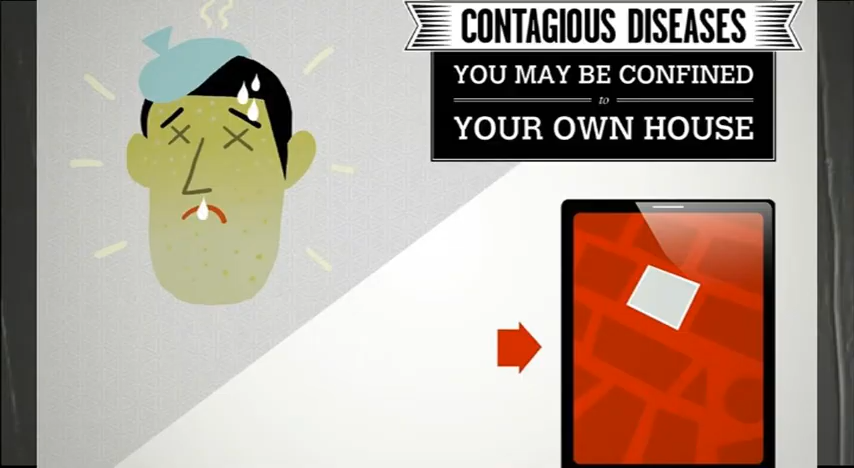 CONTAGIOUS DISEASES
YOU MAY BE CONFINED
to
YOUR OWN HOUSE